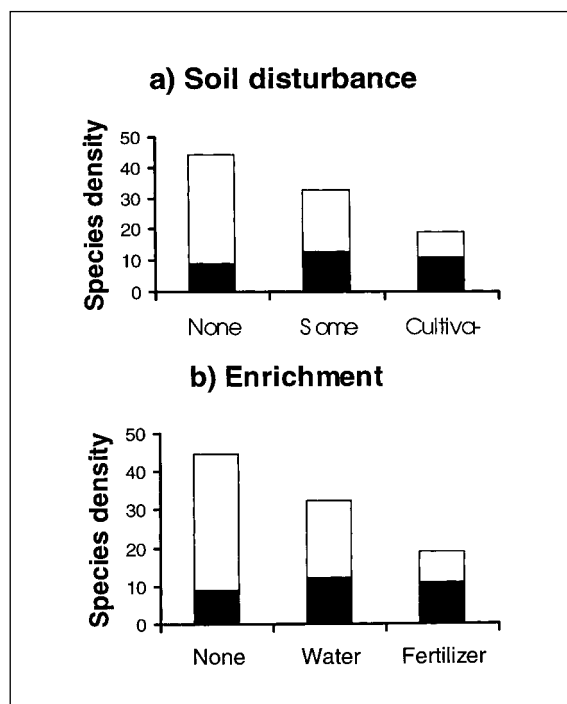 a) Soil disturbance
Species density
50
40
30
20
10
0
None Some Cultiva-
b) Enrichment
Species density
50
40
30
20
10
0
None Water Fertilizer